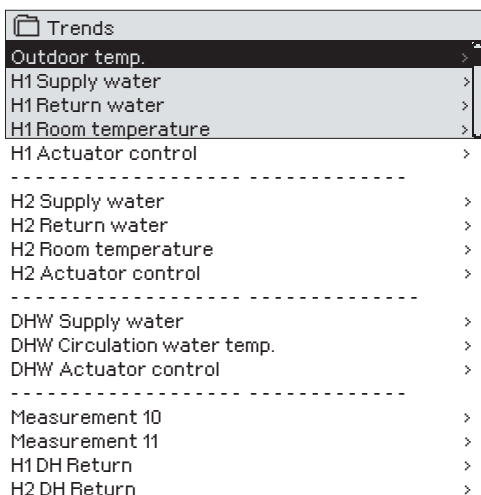 Trends
Outdoor temp. >
H1 Supply water >
H1 Return water >
H1 Room temperature >
H1 Actuator control >
- - - - - - - - - - - - - - - - - - - - - - - - - - - - - - -
H2 Supply water >
H2 Return water >
H2 Room temperature >
H2 Actuator control >
- - - - - - - - - - - - - - - - - - - - - - - - - - - - - - - -
DHW Supply water >
DHW Circulation water temp. >
DHW Actuator control >
- - - - - - - - - - - - - - - - - - - - - - - - - - - - - - -
Measurement 10 >
Measurement 11 >
H1 DH Return >
H2 DH Return >